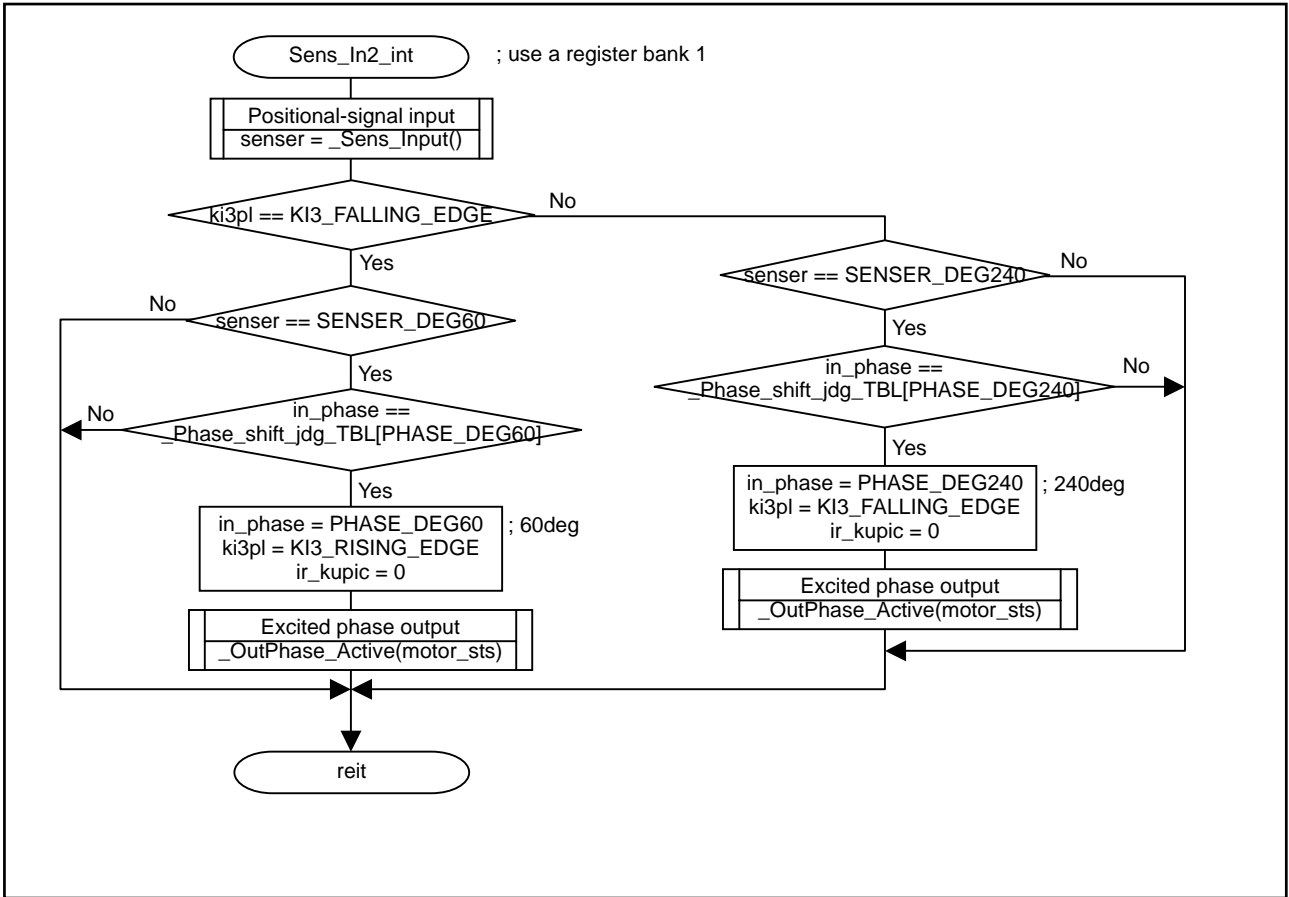 Sens_In2_int
; use a register bank 1
Positional-signal input
senser = _Sens_Input()
ki3pl == KI3_FALLING_EDGE
No
Yes
senser == SENSER_DEG60
No
Yes
in_phase ==
_Phase_shift_jdg_TBL[PHASE_DEG60]
No
Yes
in_phase = PHASE_DEG60
ki3pl = KI3_RISING_EDGE
ir_kupic = 0
; 60deg
Excited phase output
_OutPhase_Active(motor_sts)
senser == SENSER_DEG240
No
Yes
in_phase ==
_Phase_shift_jdg_TBL[PHASE_DEG240]
No
Yes
in_phase = PHASE_DEG240
ki3pl = KI3_FALLING_EDGE
ir_kupic = 0
; 240deg
Excited phase output
_OutPhase_Active(motor_sts)
reit